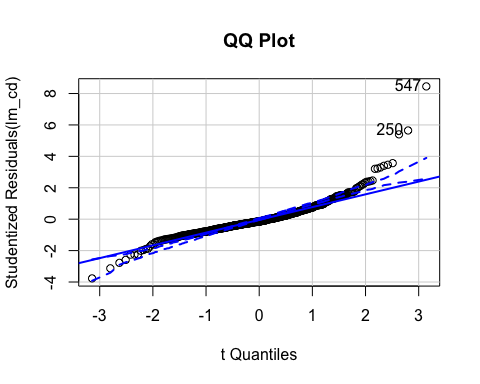 QQ Plot
Studentized Residuals(lm_cd)
8
6
4
2
0
-2
-4
547
250
-3 -2 -1 0 1 2 3
t Quantiles